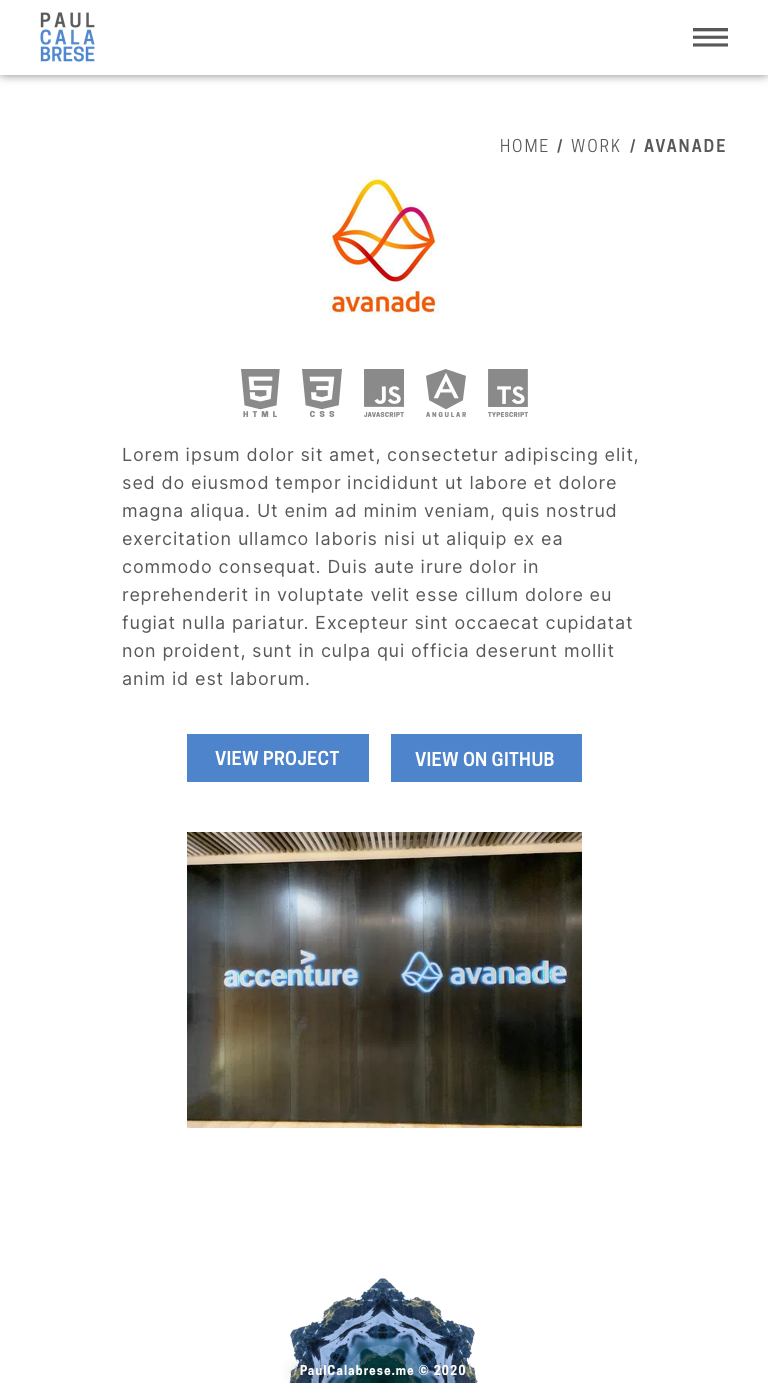 PAUL
CALA
BRESE
HOME / WORK / AVANADE
avanade
HTML CSS JAVASCRIPT ANGULAR TYPESCRIPT
Lorem ipsum dolor sit amet, consectetur adipiscing elit,
sed do eiusmod tempor incididunt ut labore et dolore
magna aliqua. Ut enim ad minim veniam, quis nostrud
exercitation ullamco laboris nisi ut aliquip ex ea
commodo consequat. Duis aute irure dolor in
reprehenderit in voluptate velit esse cillum dolore eu
fugiat nulla pariatur. Excepteur sint occaecat cupidatat
non proident, sunt in culpa qui officia deserunt mollit
anim id est laborum.
VIEW PROJECT VIEW ON GITHUB
accenture avanade
PaulCalabrese.me © 2020